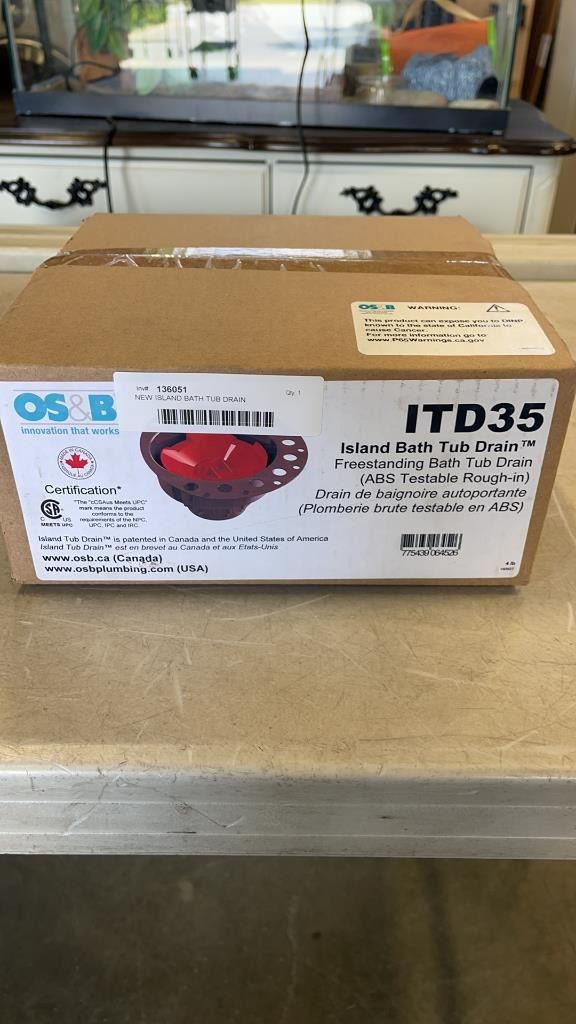 OS&B
WARNING:
This product can expose you to DINP
known to the state of California to
cause Cancer.
For more information go to
www.P65Warnings.ca.gov
OS&B
innovation that works
Inv#: 136051
Qty: 1
NEW ISLAND BATH TUB DRAIN
ITD35
Island Bath Tub Drain™
Freestanding Bath Tub Drain
(ABS Testable Rough-in)
Drain de baignoire autoportante
(Plomberie brute testable en ABS)
Certification*
C US
MEETS UPC
*The "cCSAus Meets UPC"
mark means the product
conforms to the
requirements of the NPC,
UPC, IPC and IRC.
Island Tub Drain™ is patented in Canada and the United States of America
Island Tub Drain™ est en brevet au Canada et aux Etats-Unis
www.osb.ca (Canada)
www.osbplumbing.com (USA)
775439 064526
4 lb